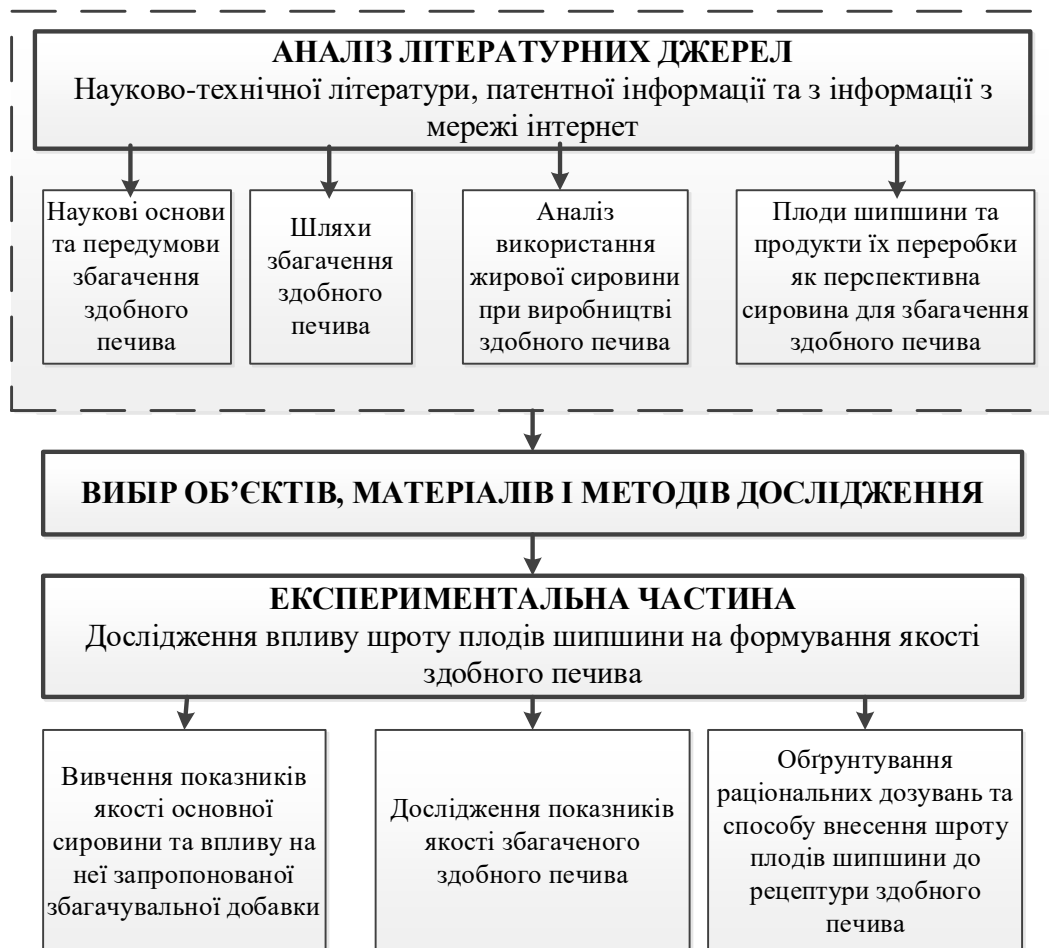 АНАЛІЗ ЛІТЕРАТУРНИХ ДЖЕРЕЛ
Науково-технічної літератури, патентної інформації та з інформації з
мережі інтернет
Наукові основи
та передумови
збагачення
здобного
печива
Шляхи
збагачення
здобного
печива
Аналіз
використання
жирової сировини
при виробництві
здобного печива
Плоди шипшини та
продукти їх переробки
як перспективна
сировина для збагачення
здобного печива
ВИБІР ОБ’ЄКТІВ, МАТЕРІАЛІВ І МЕТОДІВ ДОСЛІДЖЕННЯ
ЕКСПЕРИМЕНТАЛЬНА ЧАСТИНА
Дослідження впливу шроту плодів шипшини на формування якості
здобного печива
Вивчення показників
якості основної
сировини та впливу на
неї запропонованої
збагачувальної добавки
Дослідження показників
якості збагаченого
здобного печива
Обґрунтування
раціональних дозувань та
способу внесення шроту
плодів шипшини до
рецептури здобного
печива